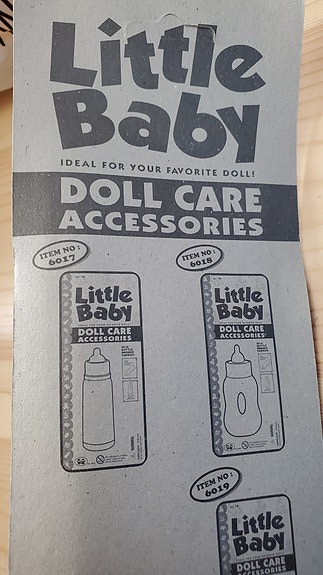 Little
Baby
IDEAL FOR YOUR FAVORITE DOLL!
DOLL CARE
ACCESSORIES
ITEM NO :
6017
Little
Baby
DOLL CARE
ACCESSORIES
ITEM NO :
6018
Little
Baby
DOLL CARE
ACCESSORIES
ITEM NO :
6019
Little
Baby
DOLL CARE